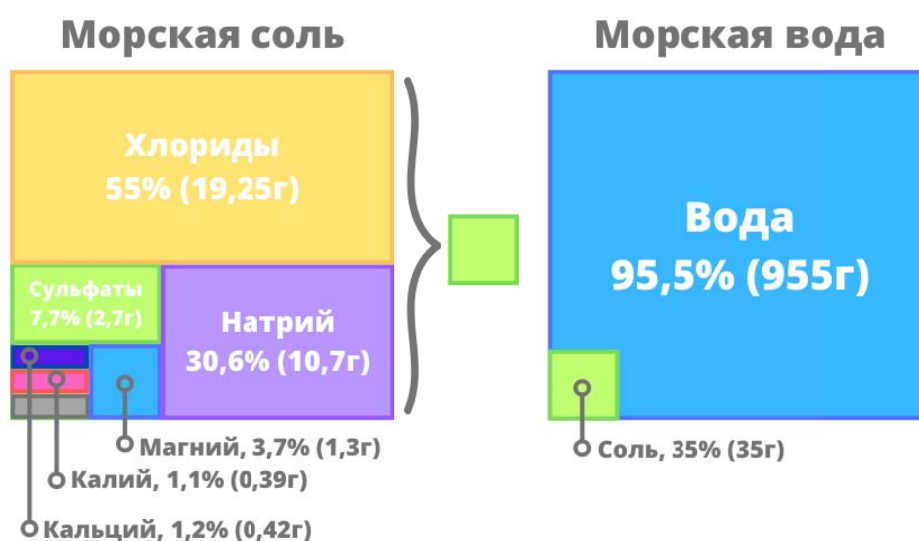 Морская соль
Морская вода
Хлориды
55% (19,25г)
Сульфаты
7,7% (2,7г)
Натрий
30,6% (10,7г)
Вода
95,5% (955г)
Магний, 3,7% (1,3г)
Калий, 1,1% (0,39г)
Кальций, 1,2% (0,42г)
Соль, 35% (35г)